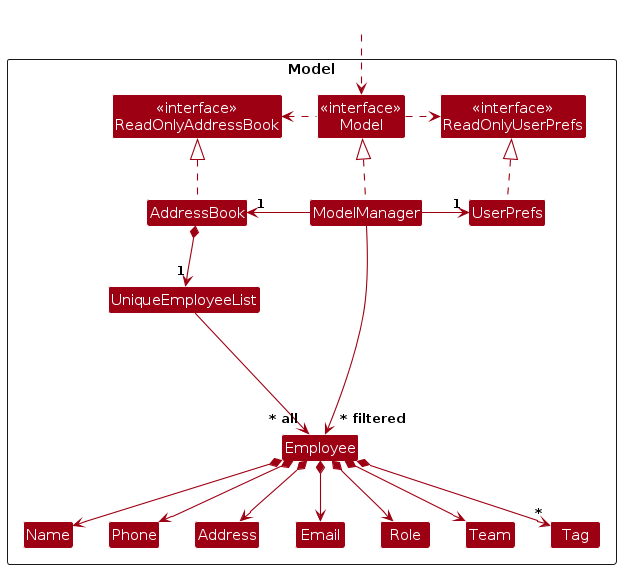 Model
«interface»
ReadOnlyAddressBook
«interface»
Model
«interface»
ReadOnlyUserPrefs
AddressBook
1
ModelManager
1
UserPrefs
1
UniqueEmployeeList
* all
* filtered
Employee
*
Name
Phone
Address
Email
Role
Team
Tag